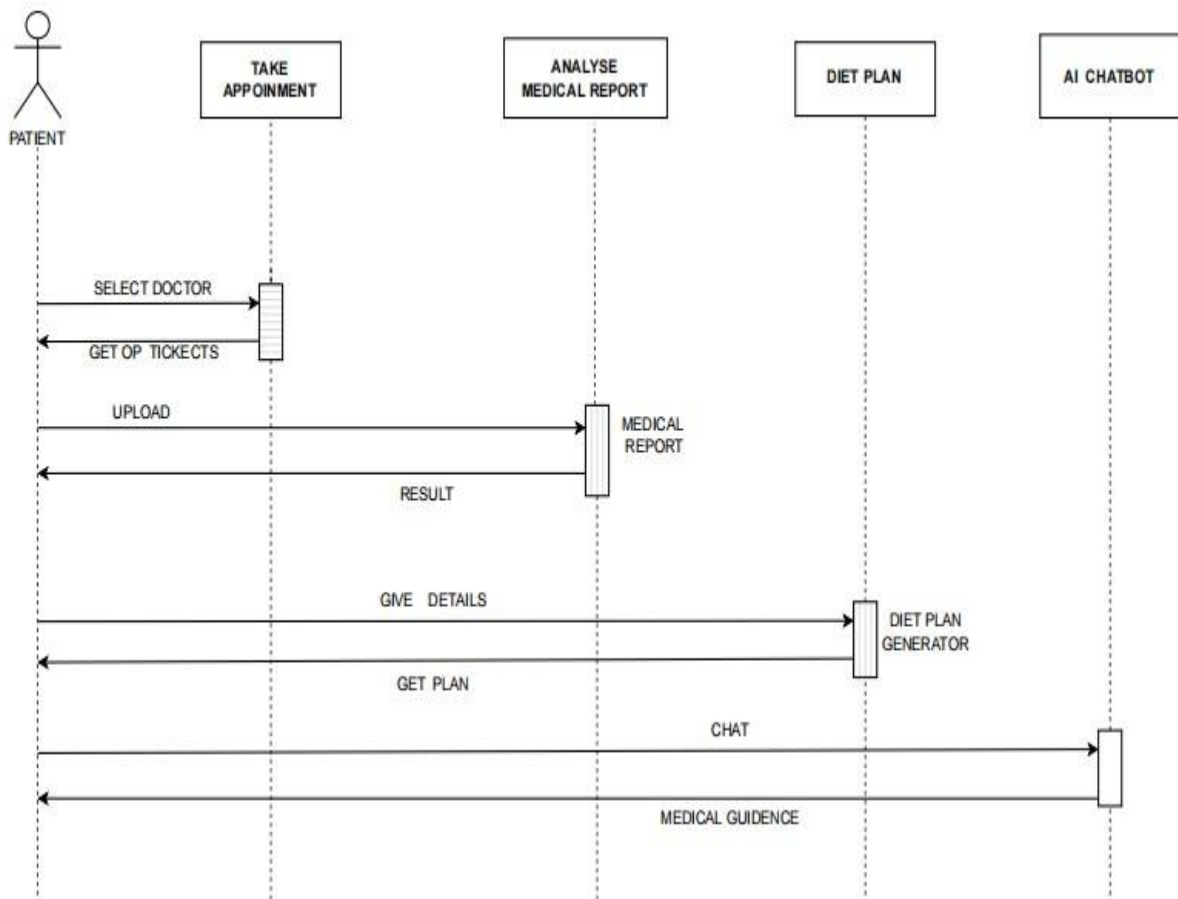 PATIENT
TAKE
APPOINMENT
ANALYSE
MEDICAL REPORT
DIET PLAN
AI CHATBOT
SELECT DOCTOR
GET OP TICKECTS
UPLOAD
MEDICAL
REPORT
RESULT
GIVE DETAILS
DIET PLAN
GENERATOR
GET PLAN
CHAT
MEDICAL GUIDENCE